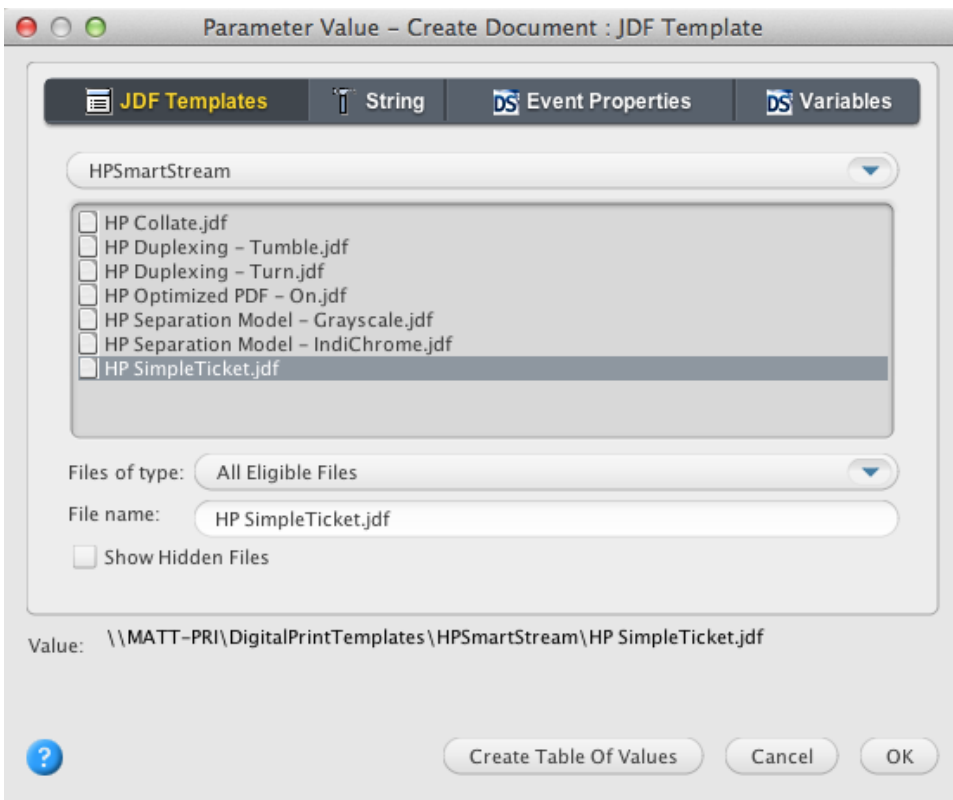 Parameter Value – Create Document : JDF Template
JDF Templates String DS Event Properties DS Variables
HPSmartStream
HP Collate.jdf
HP Duplexing – Tumble.jdf
HP Duplexing – Turn.jdf
HP Optimized PDF – On.jdf
HP Separation Model – Grayscale.jdf
HP Separation Model – IndiChrome.jdf
HP SimpleTicket.jdf
Files of type: All Eligible Files
File name: HP SimpleTicket.jdf
Show Hidden Files
Value: \\MATT-PRI\DigitalPrintTemplates\HPSmartStream\HP SimpleTicket.jdf
? Create Table Of Values Cancel OK